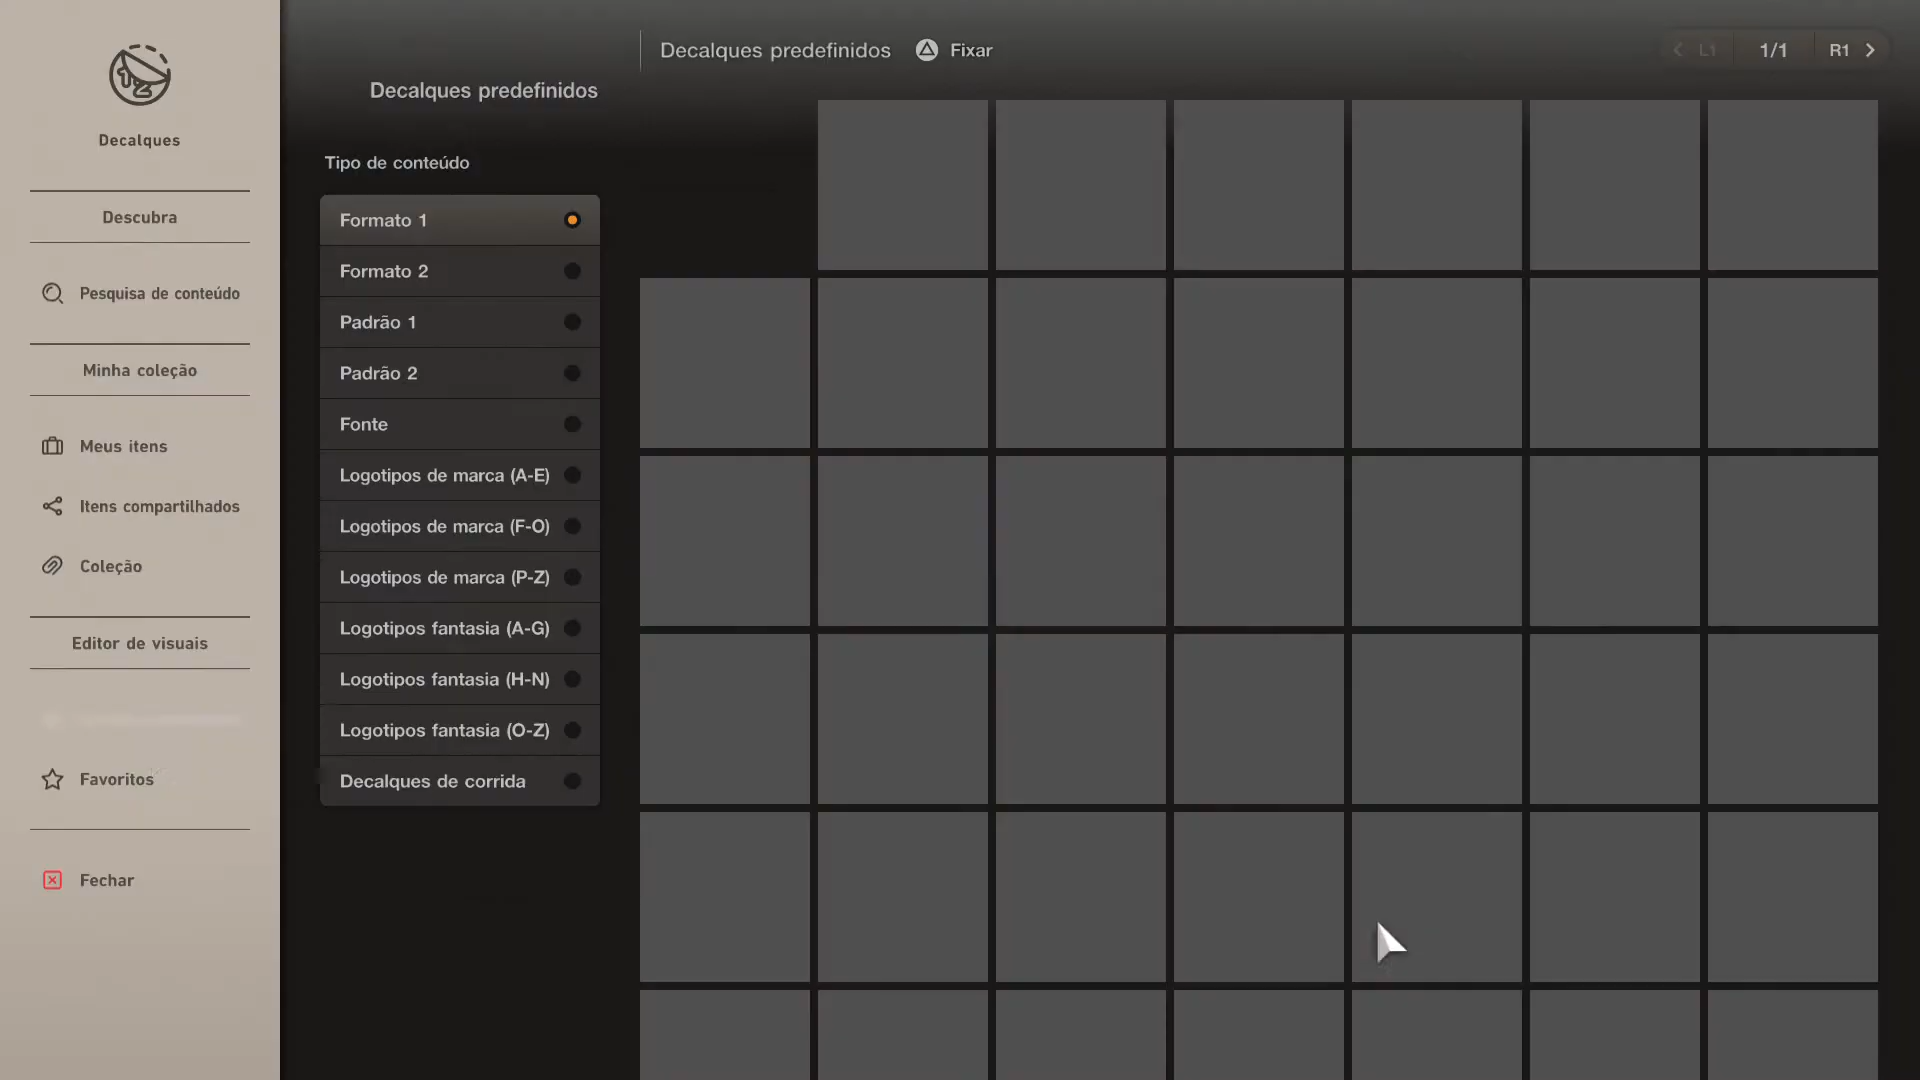 Decalques
Descubra
Pesquisa de conteúdo
Minha coleção
Meus itens
Itens compartilhados
Coleção
Editor de visuais
Favoritos
Fechar
Decalques predefinidos
Tipo de conteúdo
Formato 1
Formato 2
Padrão 1
Padrão 2
Fonte
Logotipos de marca (A-E)
Logotipos de marca (F-O)
Logotipos de marca (P-Z)
Logotipos fantasia (A-G)
Logotipos fantasia (H-N)
Logotipos fantasia (O-Z)
Decalques de corrida
Decalques predefinidos Fixar
L1 1/1 R1